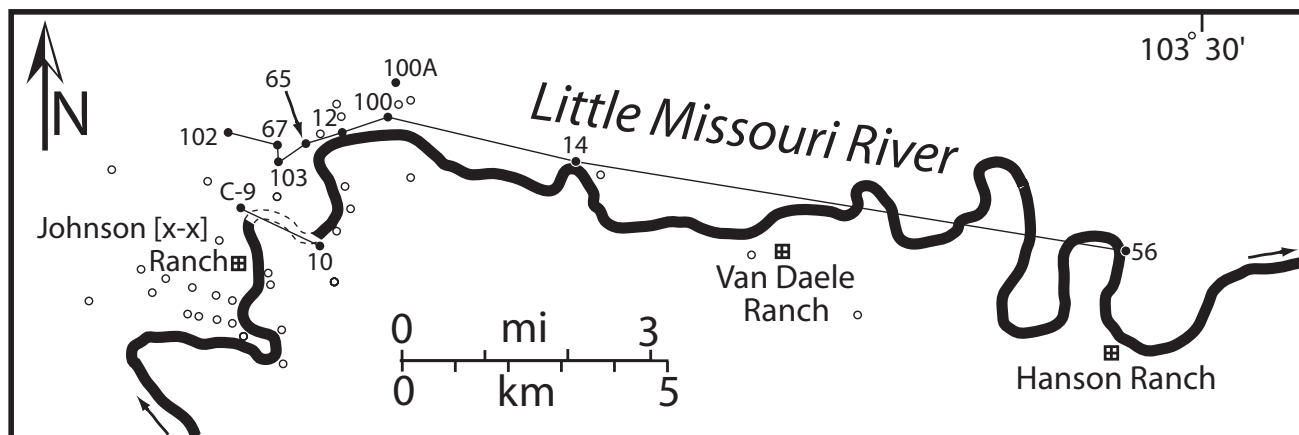 103° 30'
N
65
100A
100
12
67
102
103
14
Little Missouri River
C-9
Johnson [x-x]
Ranch
10
56
Van Daele
Ranch
0 mi 3
0 km 5
Hanson Ranch